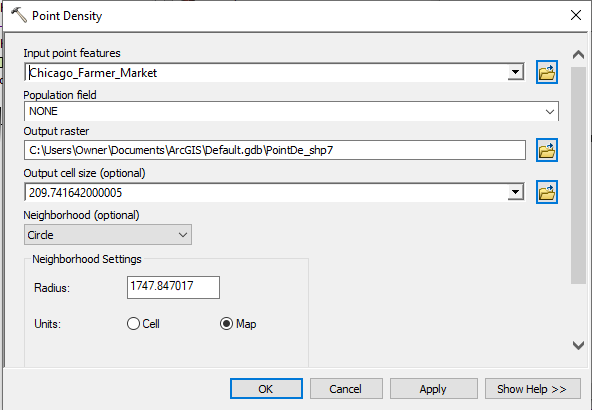 Point Density
Input point features
Chicago_Farmer_Market
Population field
NONE
Output raster
C:\Users\Owner\Documents\ArcGIS\Default.gdb\PointDe_shp7
Output cell size (optional)
209.741642000005
Neighborhood (optional)
Circle
Neighborhood Settings
Radius: 1747.847017
Units: Cell Map
OK Cancel Apply Show Help >>